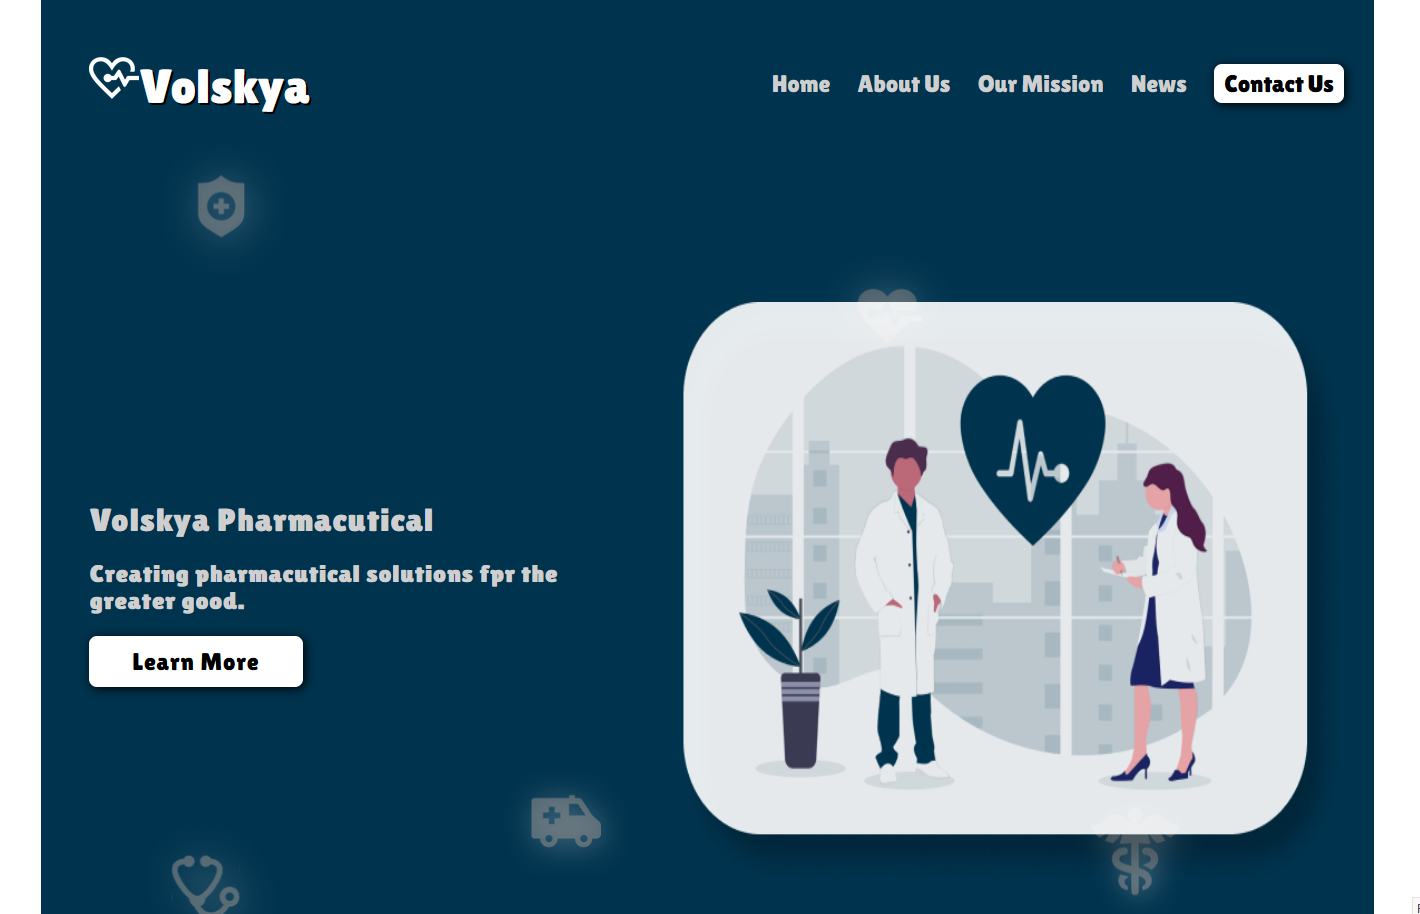 Volskya
Home About Us Our Mission News Contact Us
Volskya Pharmacutical
Creating pharmacutical solutions fpr the
greater good.
Learn More